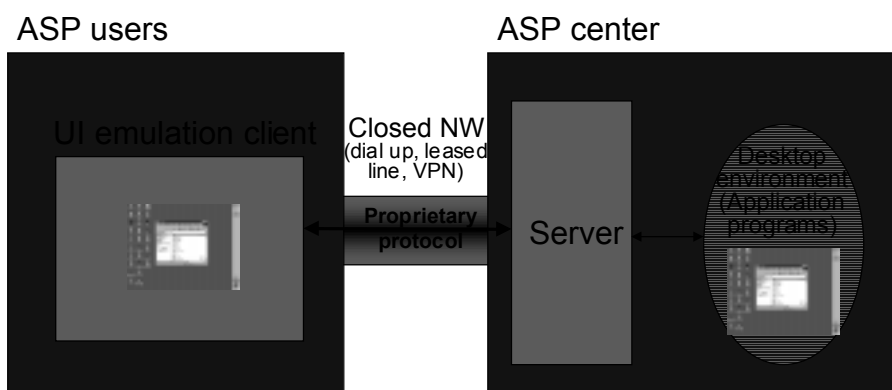 ASP users
ASP center
UI emulation client
Closed NW
(dial up, leased
line, VPN)
Proprietary
protocol
Server
Desktop
environment
(Application
programs)